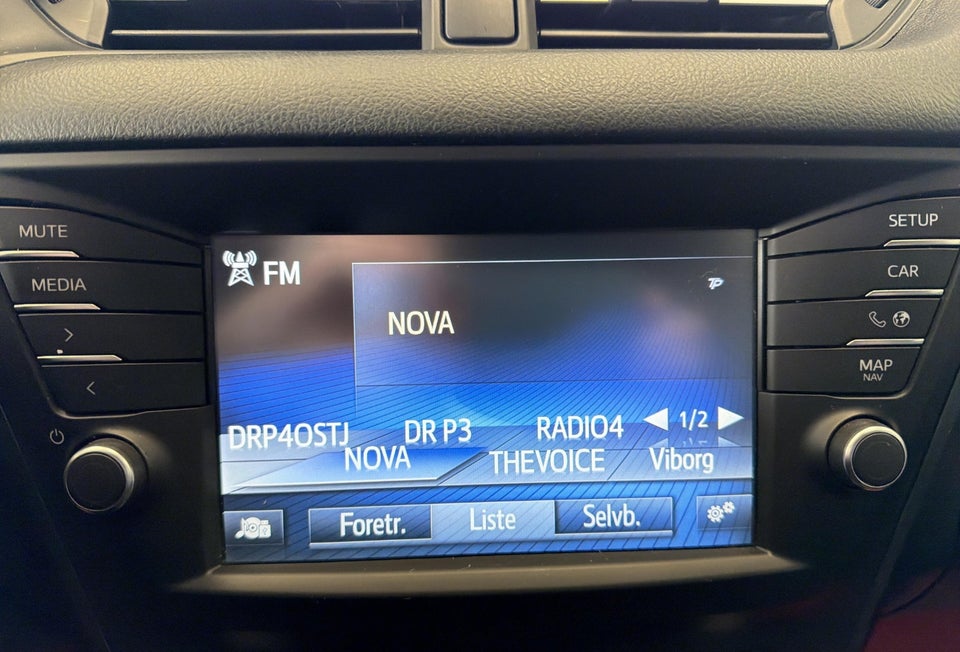 MUTE
MEDIA
SETUP
CAR
MAP
NAV
FM
TP
NOVA
DRP4OSTJ DR P3 RADIO4 1/2
NOVA THEVOICE Viborg
Foretr. Liste Selvb.